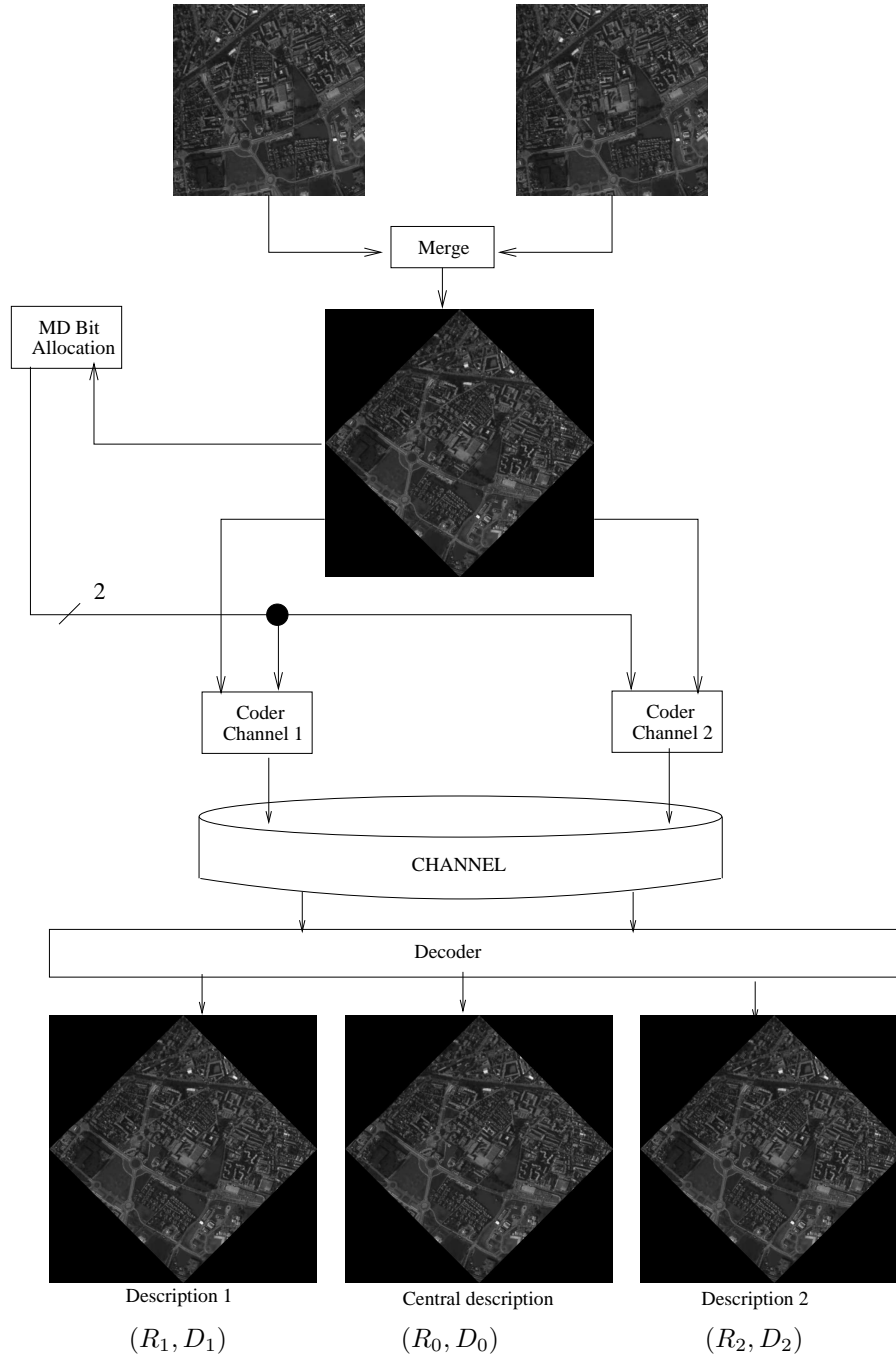 Merge
MD Bit
Allocation
2
Coder
Channel 1
Coder
Channel 2
CHANNEL
Decoder
Description 1
Central description
Description 2
(R₁, D₁)
(R₀, D₀)
(R₂, D₂)